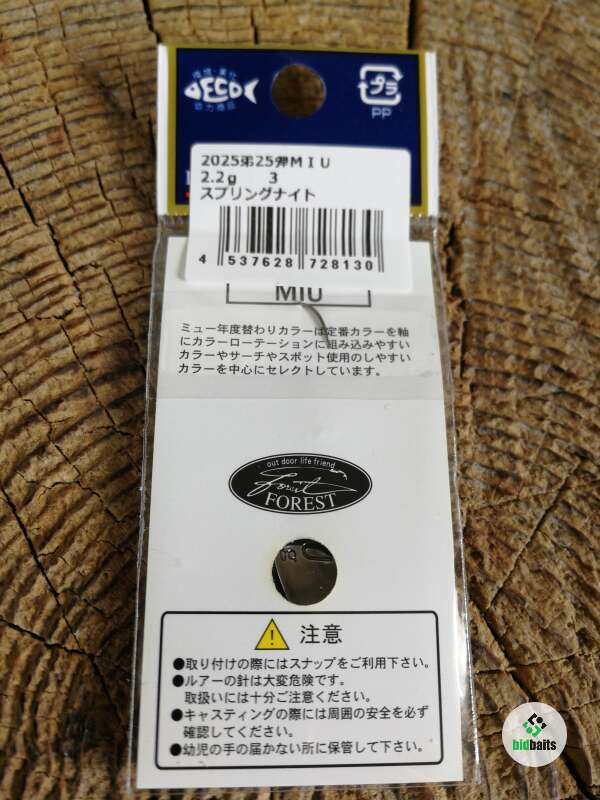 環境・美化
ECO
協力商品
プラ
PP
2025第25弾ＭＩＵ
2.2g 3
スプリングナイト
4 537628 728130
MIU
ミュー年度替わりカラーは定番カラーを軸
にカラーローテーションに組み込みやすい
カラーやサーチやスポット使用のしやすい
カラーを中心にセレクトしています。
out door life friend
Forest
FOREST
注意
●取り付けの際にはスナップをご利用下さい。
●ルアーの針は大変危険です。
取扱いには十分ご注意ください。
●キャスティングの際には周囲の安全を必ず
確認してください。
●幼児の手の届かない所に保管して下さい。
bidbaits